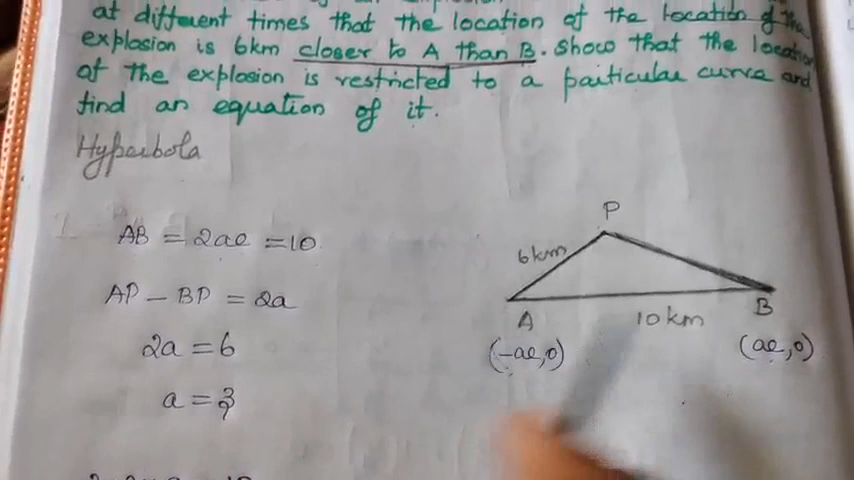 at different times that the location of the location of the
explosion is 6km closer to A than B. Show that the location
of the explosion is restricted to a particular curve and
find an equation of it.
Hyperbola
P
AB = 2ae = 10
6km
AP - BP = 2a
A
10km
B
2a = 6
(-ae,0)
(ae,0)
a = 3